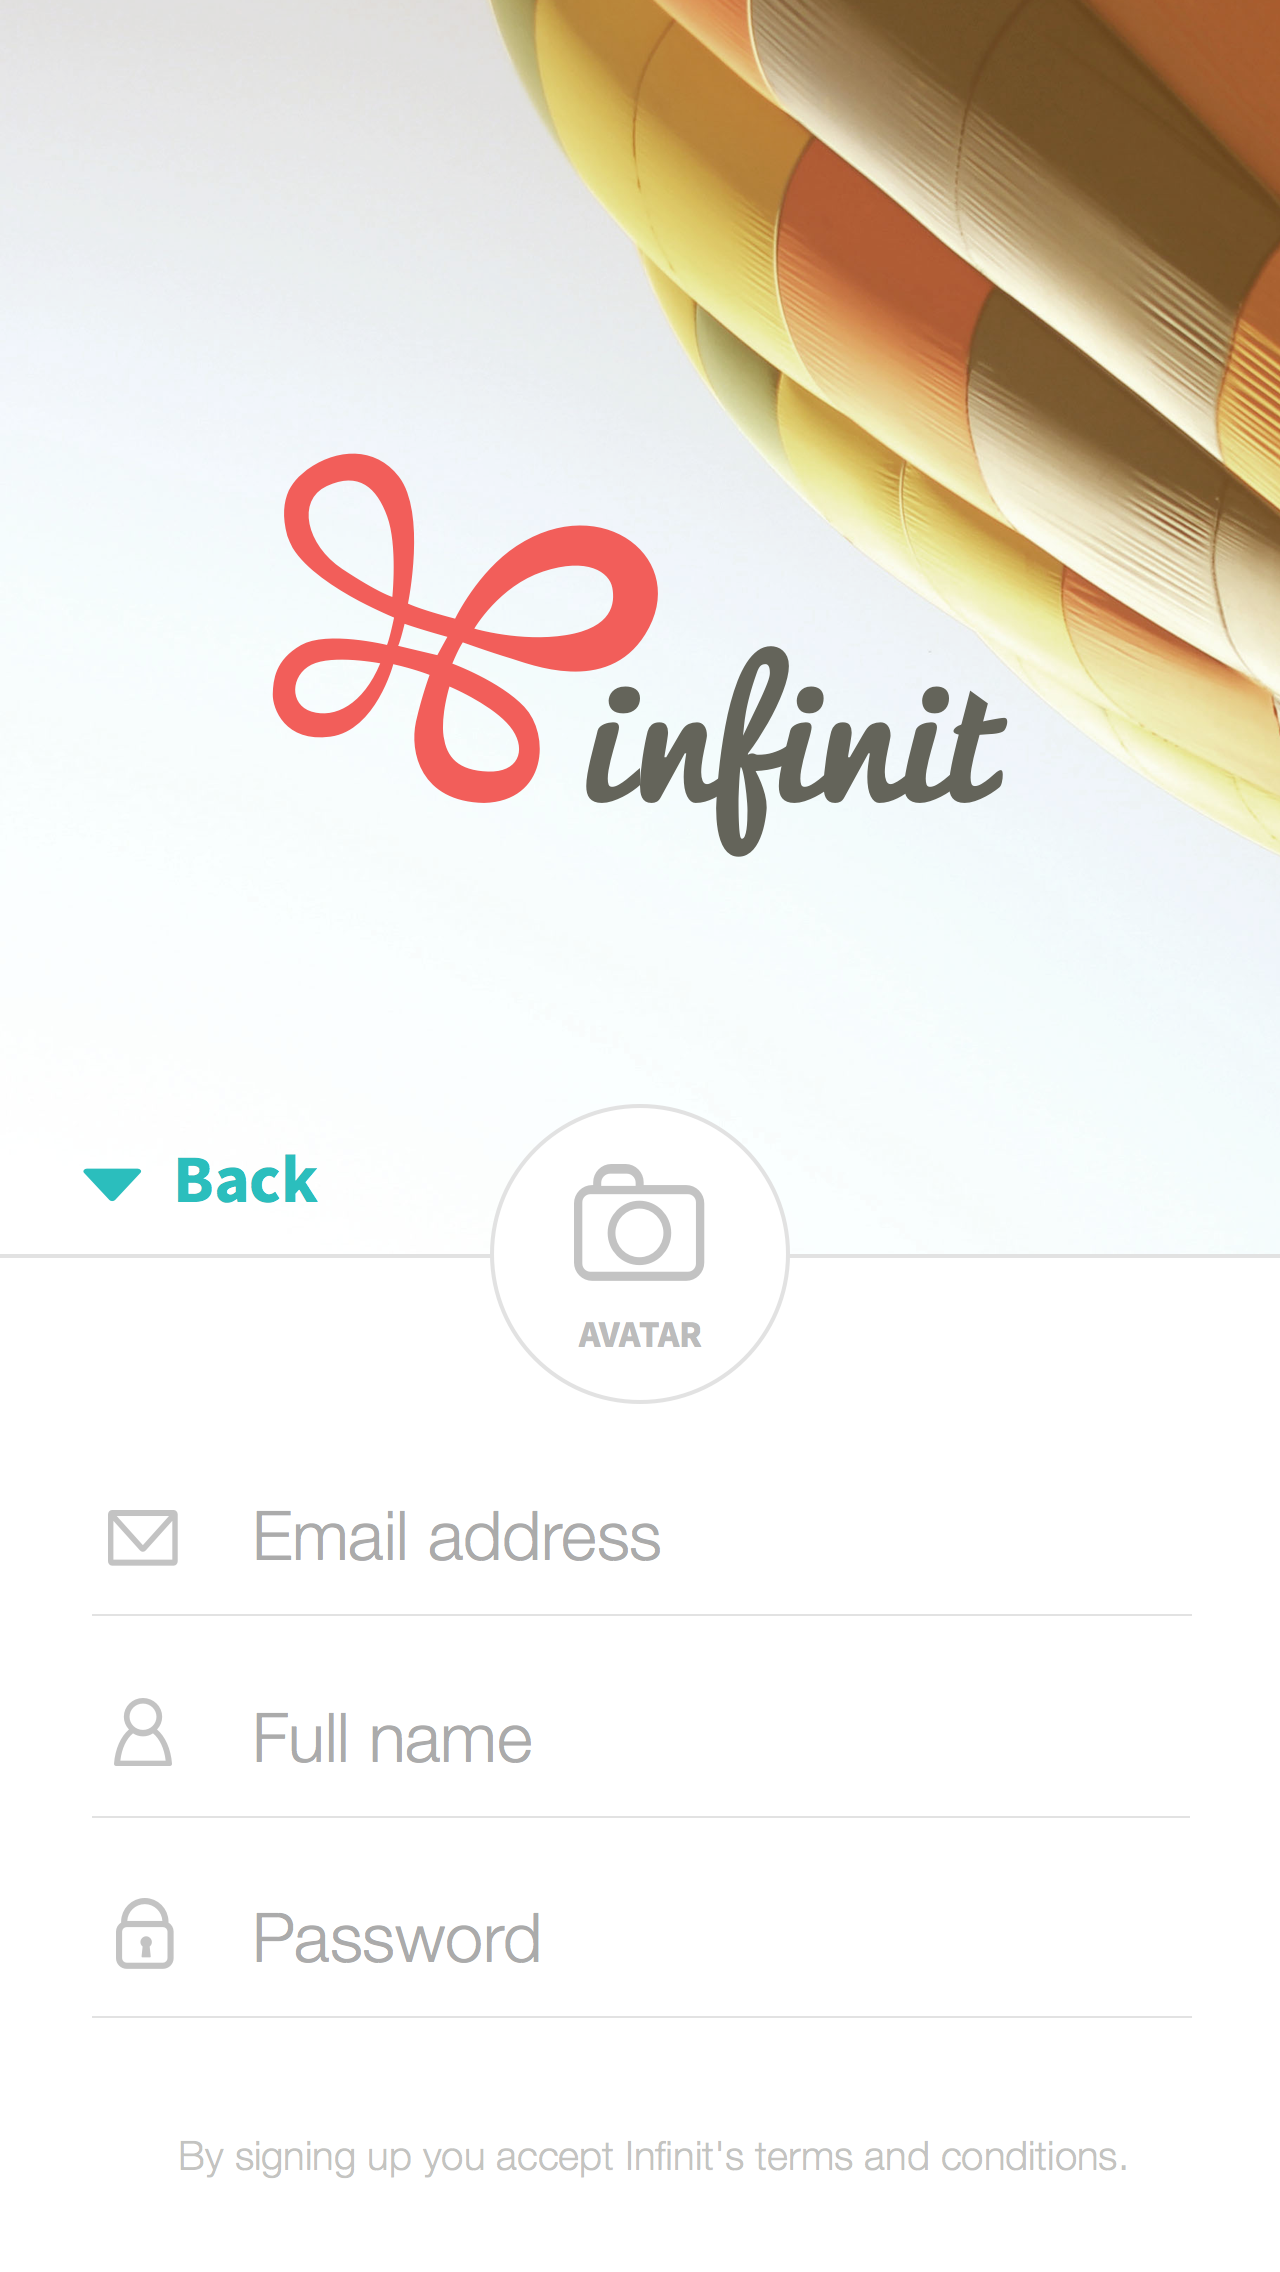 infinit
Back
AVATAR
Email address
Full name
Password
By signing up you accept Infinit's terms and conditions.